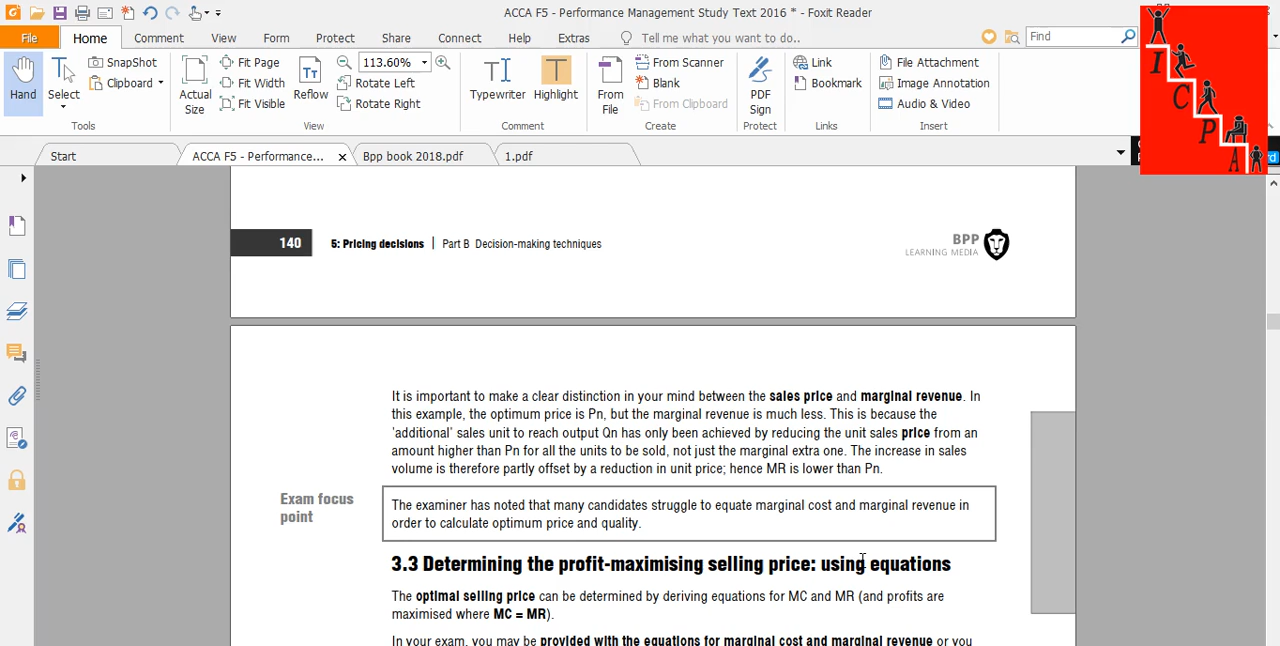 ACCA F5 - Performance Management Study Text 2016 * - Foxit Reader
File Home Comment View Form Protect Share Connect Help Extras Tell me what you want to do.. Find
Hand Select SnapShot Clipboard
Tools
Actual Size Fit Page Fit Width Fit Visible Reflow 113.60% Rotate Left Rotate Right
View
Typewriter Highlight
Comment
From File From Scanner Blank From Clipboard
Create
PDF Sign
Protect
Link Bookmark
Links
File Attachment Image Annotation Audio & Video
Insert
I C P A
Start ACCA F5 - Performance... Bpp book 2018.pdf 1.pdf
140 5: Pricing decisions | Part B Decision-making techniques BPP
LEARNING MEDIA
It is important to make a clear distinction in your mind between the sales price and marginal revenue. In
this example, the optimum price is Pn, but the marginal revenue is much less. This is because the
'additional' sales unit to reach output Qn has only been achieved by reducing the unit sales price from an
amount higher than Pn for all the units to be sold, not just the marginal extra one. The increase in sales
volume is therefore partly offset by a reduction in unit price; hence MR is lower than Pn.
Exam focus
point
The examiner has noted that many candidates struggle to equate marginal cost and marginal revenue in
order to calculate optimum price and quality.
3.3 Determining the profit-maximising selling price: using equations
The optimal selling price can be determined by deriving equations for MC and MR (and profits are
maximised where MC = MR).
In your exam, you may be provided with the equations for marginal cost and marginal revenue or you